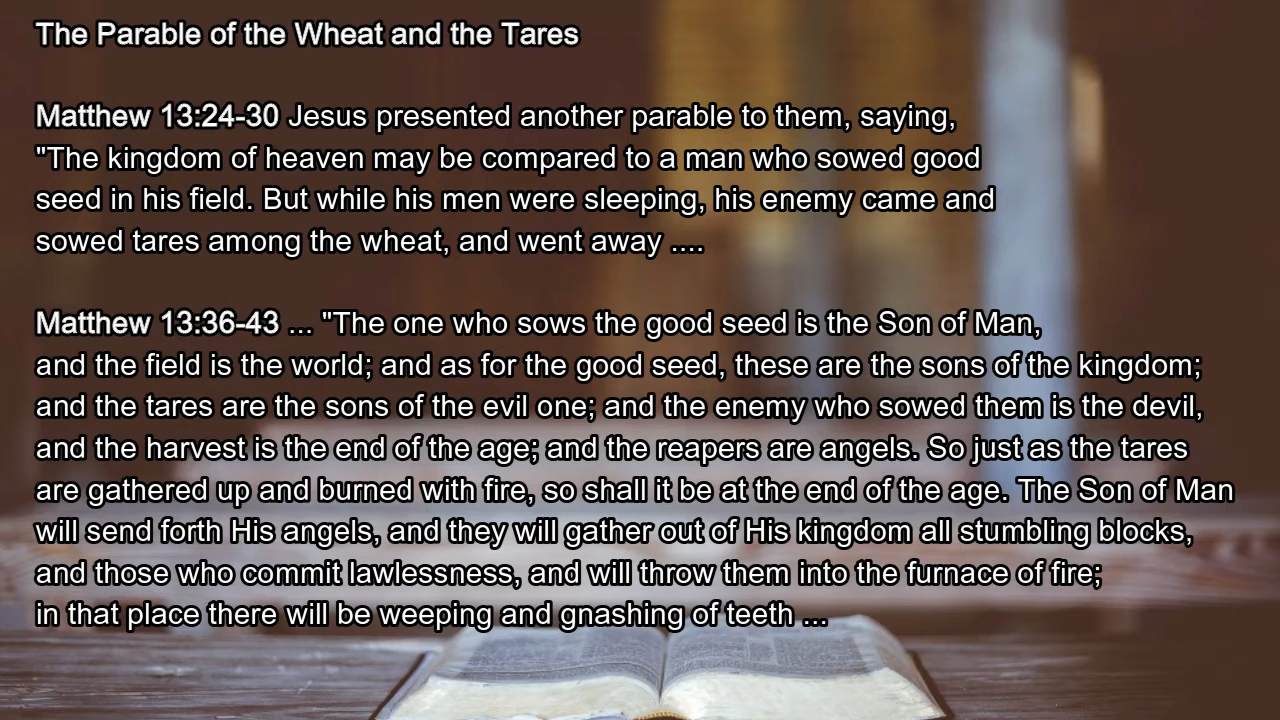 The Parable of the Wheat and the Tares
Matthew 13:24-30 Jesus presented another parable to them, saying,
"The kingdom of heaven may be compared to a man who sowed good
seed in his field. But while his men were sleeping, his enemy came and
sowed tares among the wheat, and went away ....
Matthew 13:36-43 ... "The one who sows the good seed is the Son of Man,
and the field is the world; and as for the good seed, these are the sons of the kingdom;
and the tares are the sons of the evil one; and the enemy who sowed them is the devil,
and the harvest is the end of the age; and the reapers are angels. So just as the tares
are gathered up and burned with fire, so shall it be at the end of the age. The Son of Man
will send forth His angels, and they will gather out of His kingdom all stumbling blocks,
and those who commit lawlessness, and will throw them into the furnace of fire;
in that place there will be weeping and gnashing of teeth ...